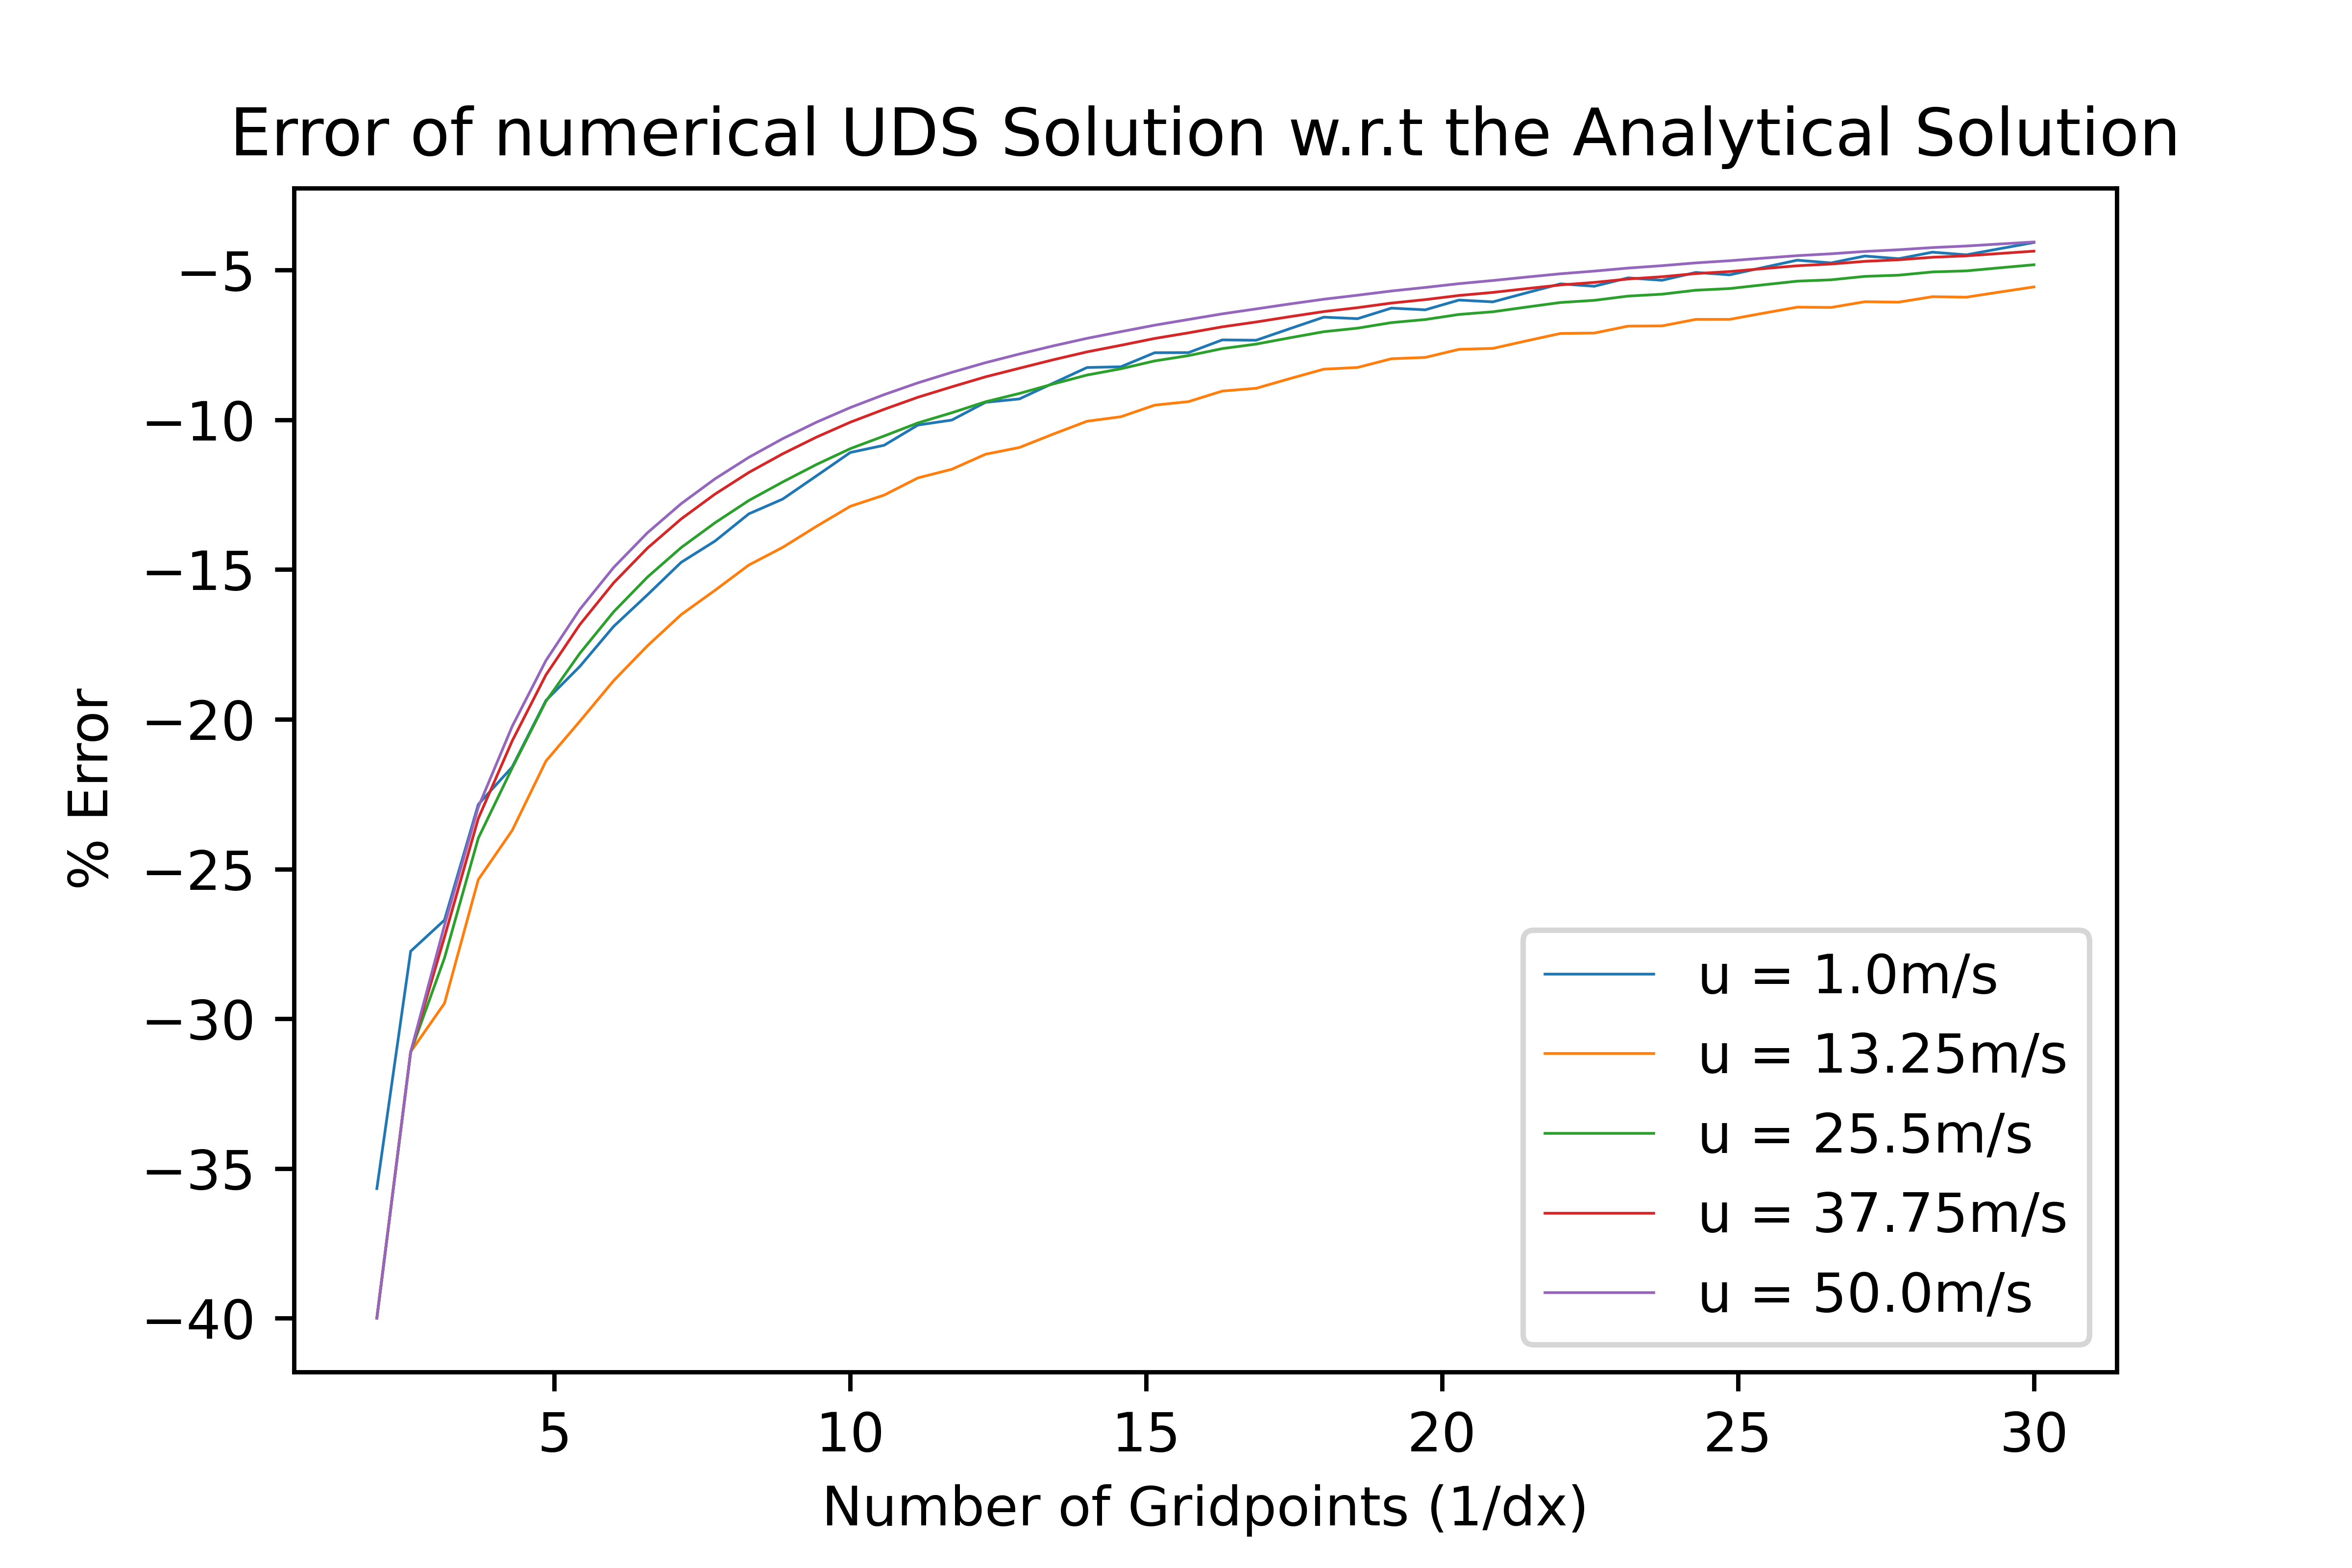 Error of numerical UDS Solution w.r.t the Analytical Solution
% Error
−5
−10
−15
−20
−25
−30
−35
−40
u = 1.0m/s
u = 13.25m/s
u = 25.5m/s
u = 37.75m/s
u = 50.0m/s
5 10 15 20 25 30
Number of Gridpoints (1/dx)